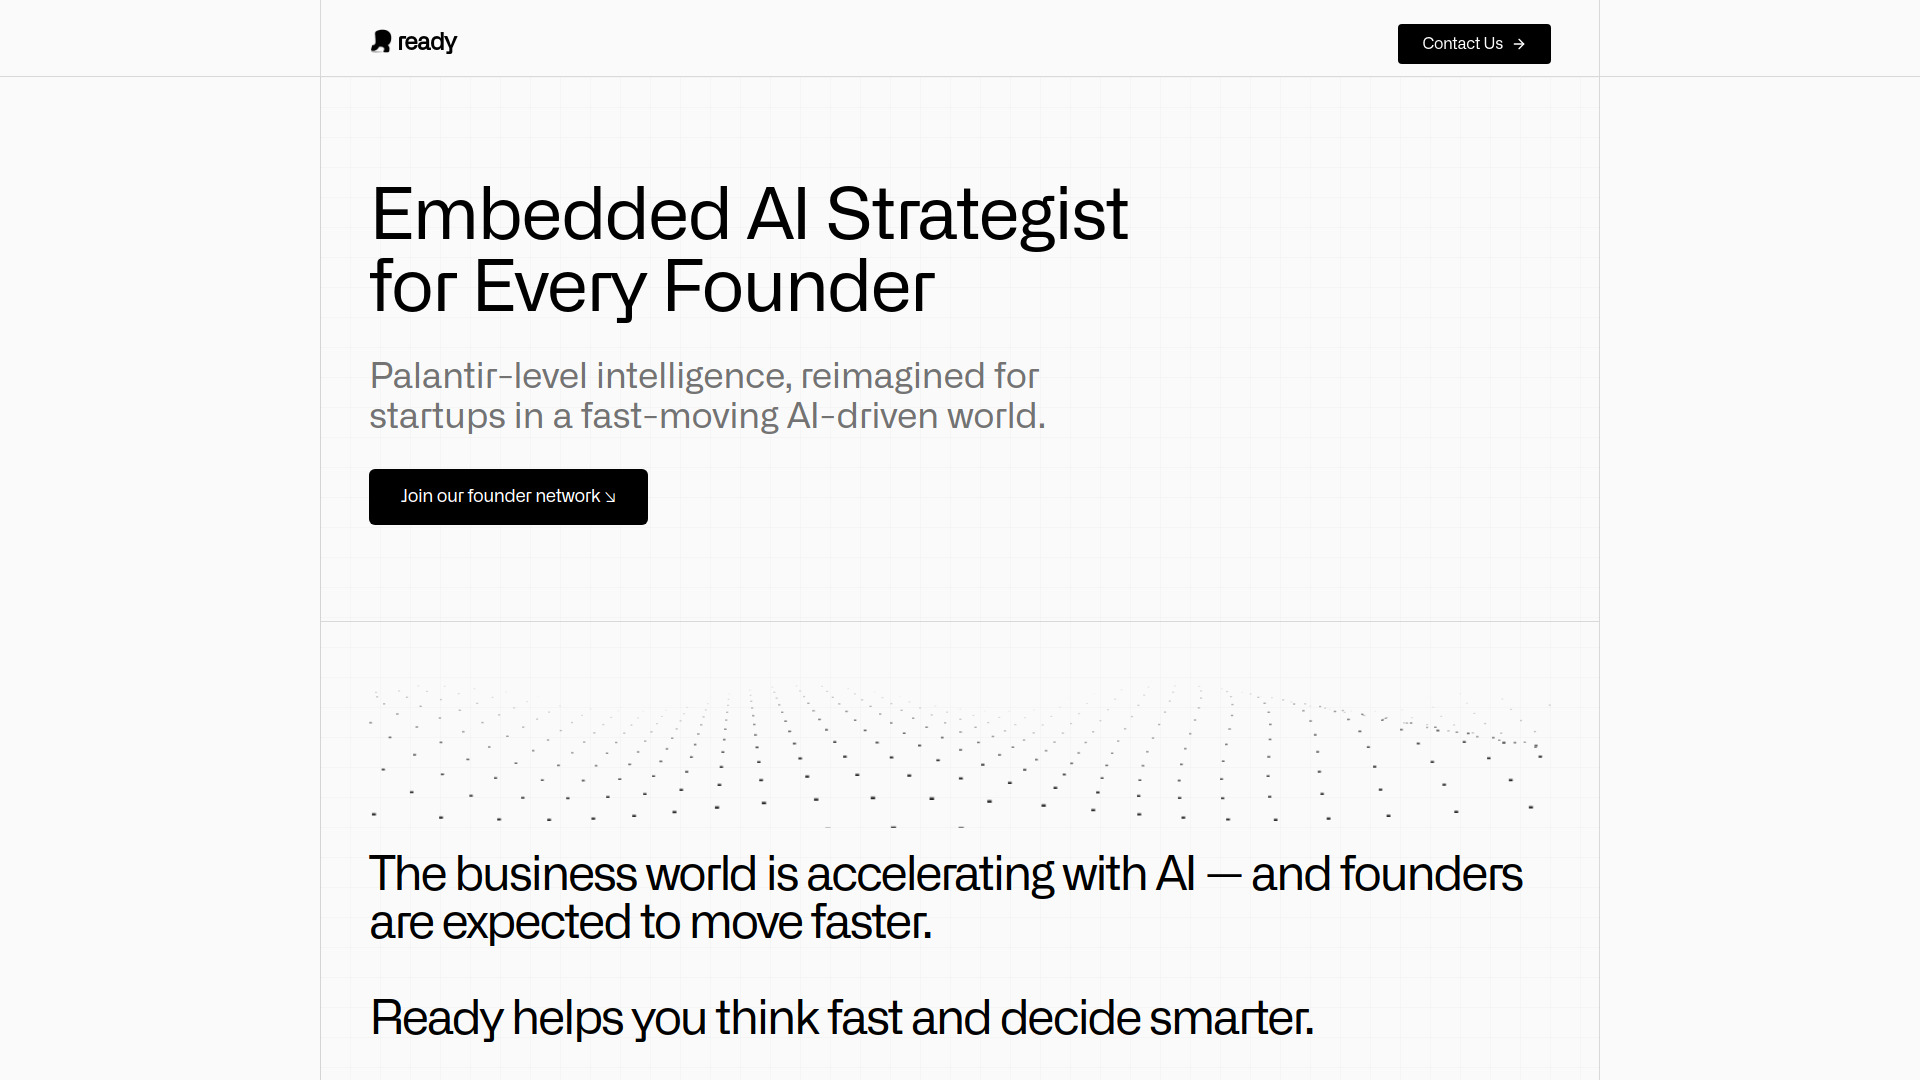 ready
Contact Us →
Embedded AI Strategist
for Every Founder
Palantir-level intelligence, reimagined for
startups in a fast-moving AI-driven world.
Join our founder network ↘
The business world is accelerating with AI — and founders
are expected to move faster.
Ready helps you think fast and decide smarter.